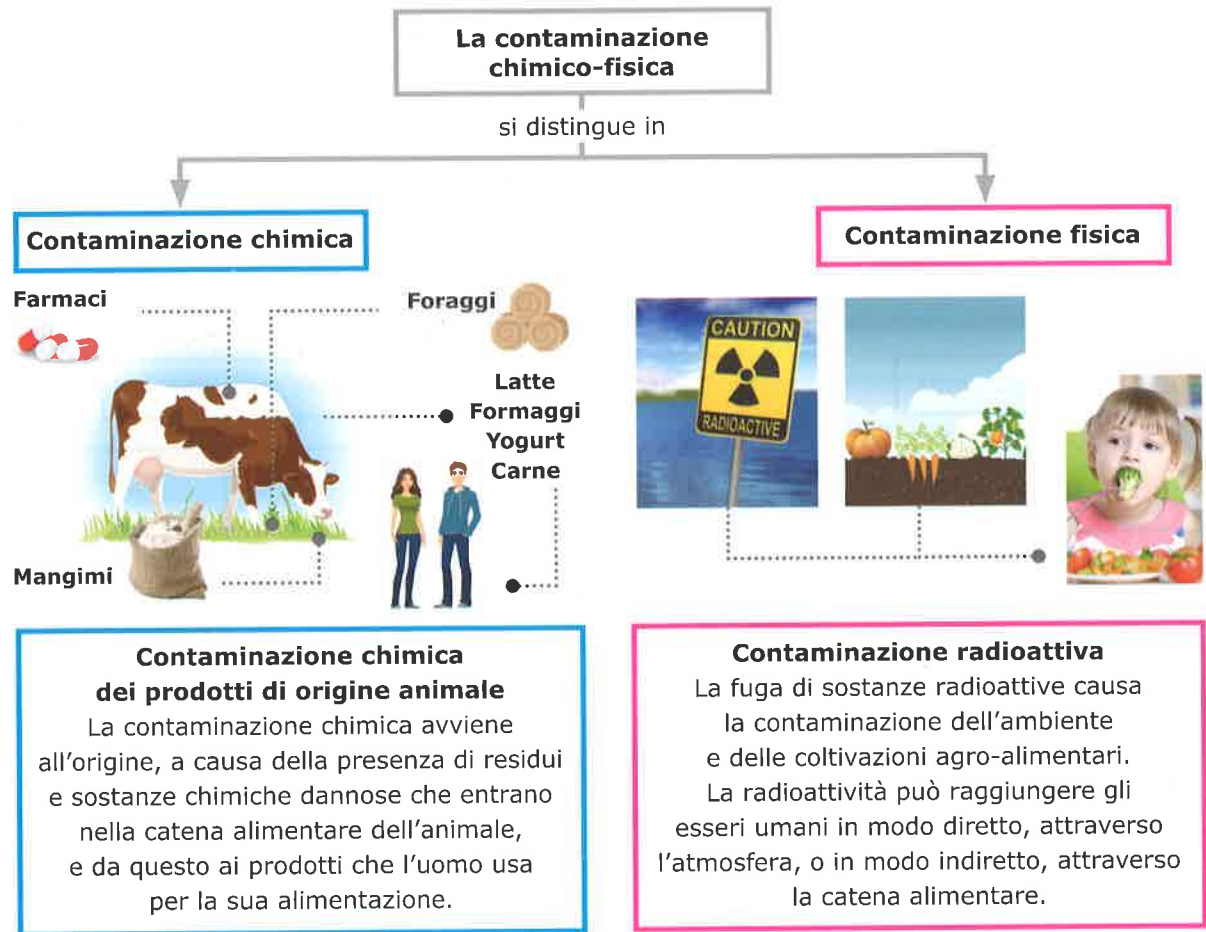 La contaminazione
chimico-fisica
si distingue in
Contaminazione chimica
Contaminazione fisica
Farmaci
Foraggi
Latte
Formaggi
Yogurt
Carne
Mangimi
CAUTION
RADIOACTIVE
Contaminazione chimica
dei prodotti di origine animale
La contaminazione chimica avviene
all'origine, a causa della presenza di residui
e sostanze chimiche dannose che entrano
nella catena alimentare dell'animale,
e da questo ai prodotti che l'uomo usa
per la sua alimentazione.
Contaminazione radioattiva
La fuga di sostanze radioattive causa
la contaminazione dell'ambiente
e delle coltivazioni agro-alimentari.
La radioattività può raggiungere gli
esseri umani in modo diretto, attraverso
l'atmosfera, o in modo indiretto, attraverso
la catena alimentare.